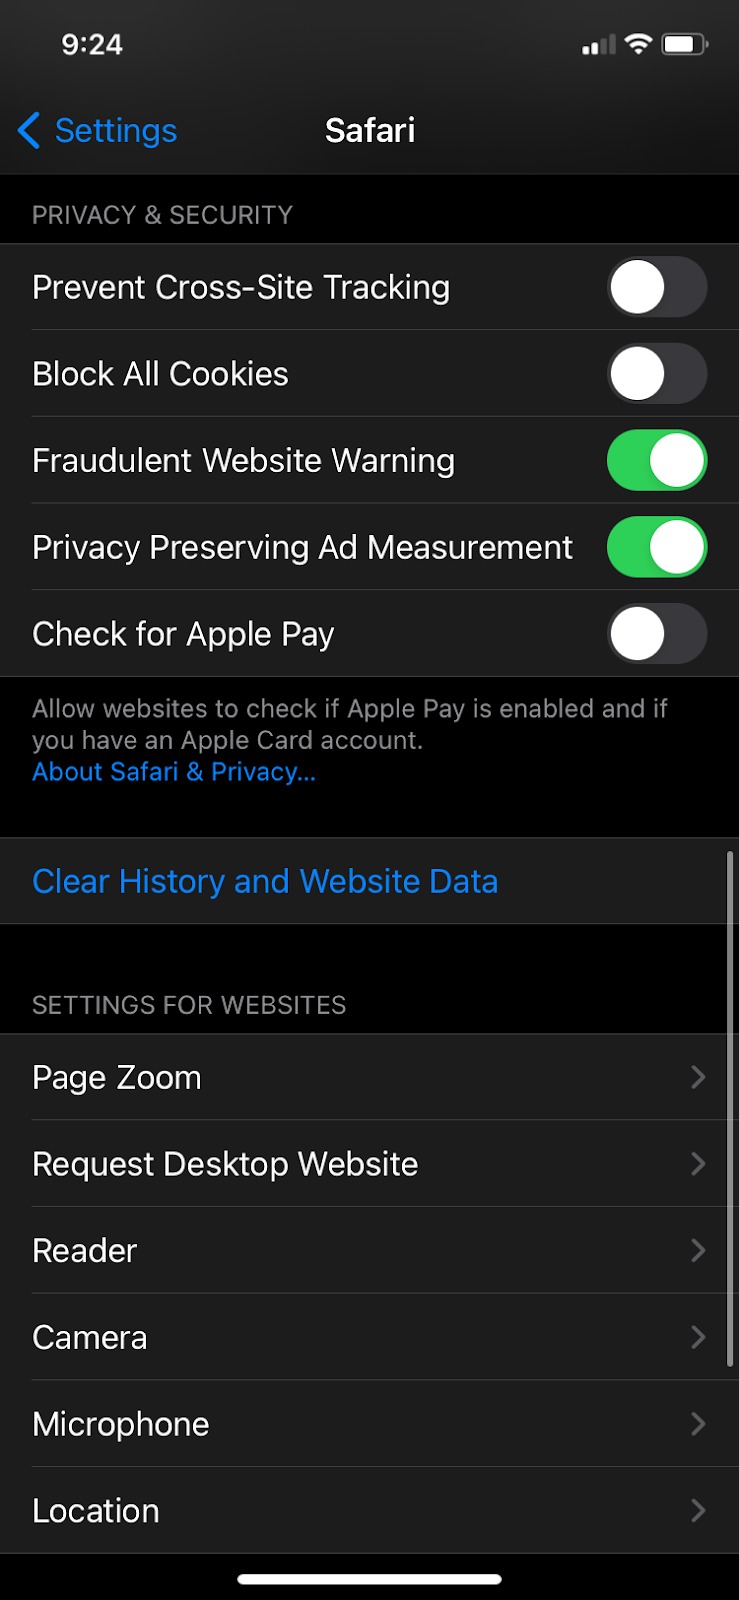 9:24
Settings
Safari
PRIVACY & SECURITY
Prevent Cross-Site Tracking
Block All Cookies
Fraudulent Website Warning
Privacy Preserving Ad Measurement
Check for Apple Pay
Allow websites to check if Apple Pay is enabled and if
you have an Apple Card account.
About Safari & Privacy...
Clear History and Website Data
SETTINGS FOR WEBSITES
Page Zoom
Request Desktop Website
Reader
Camera
Microphone
Location